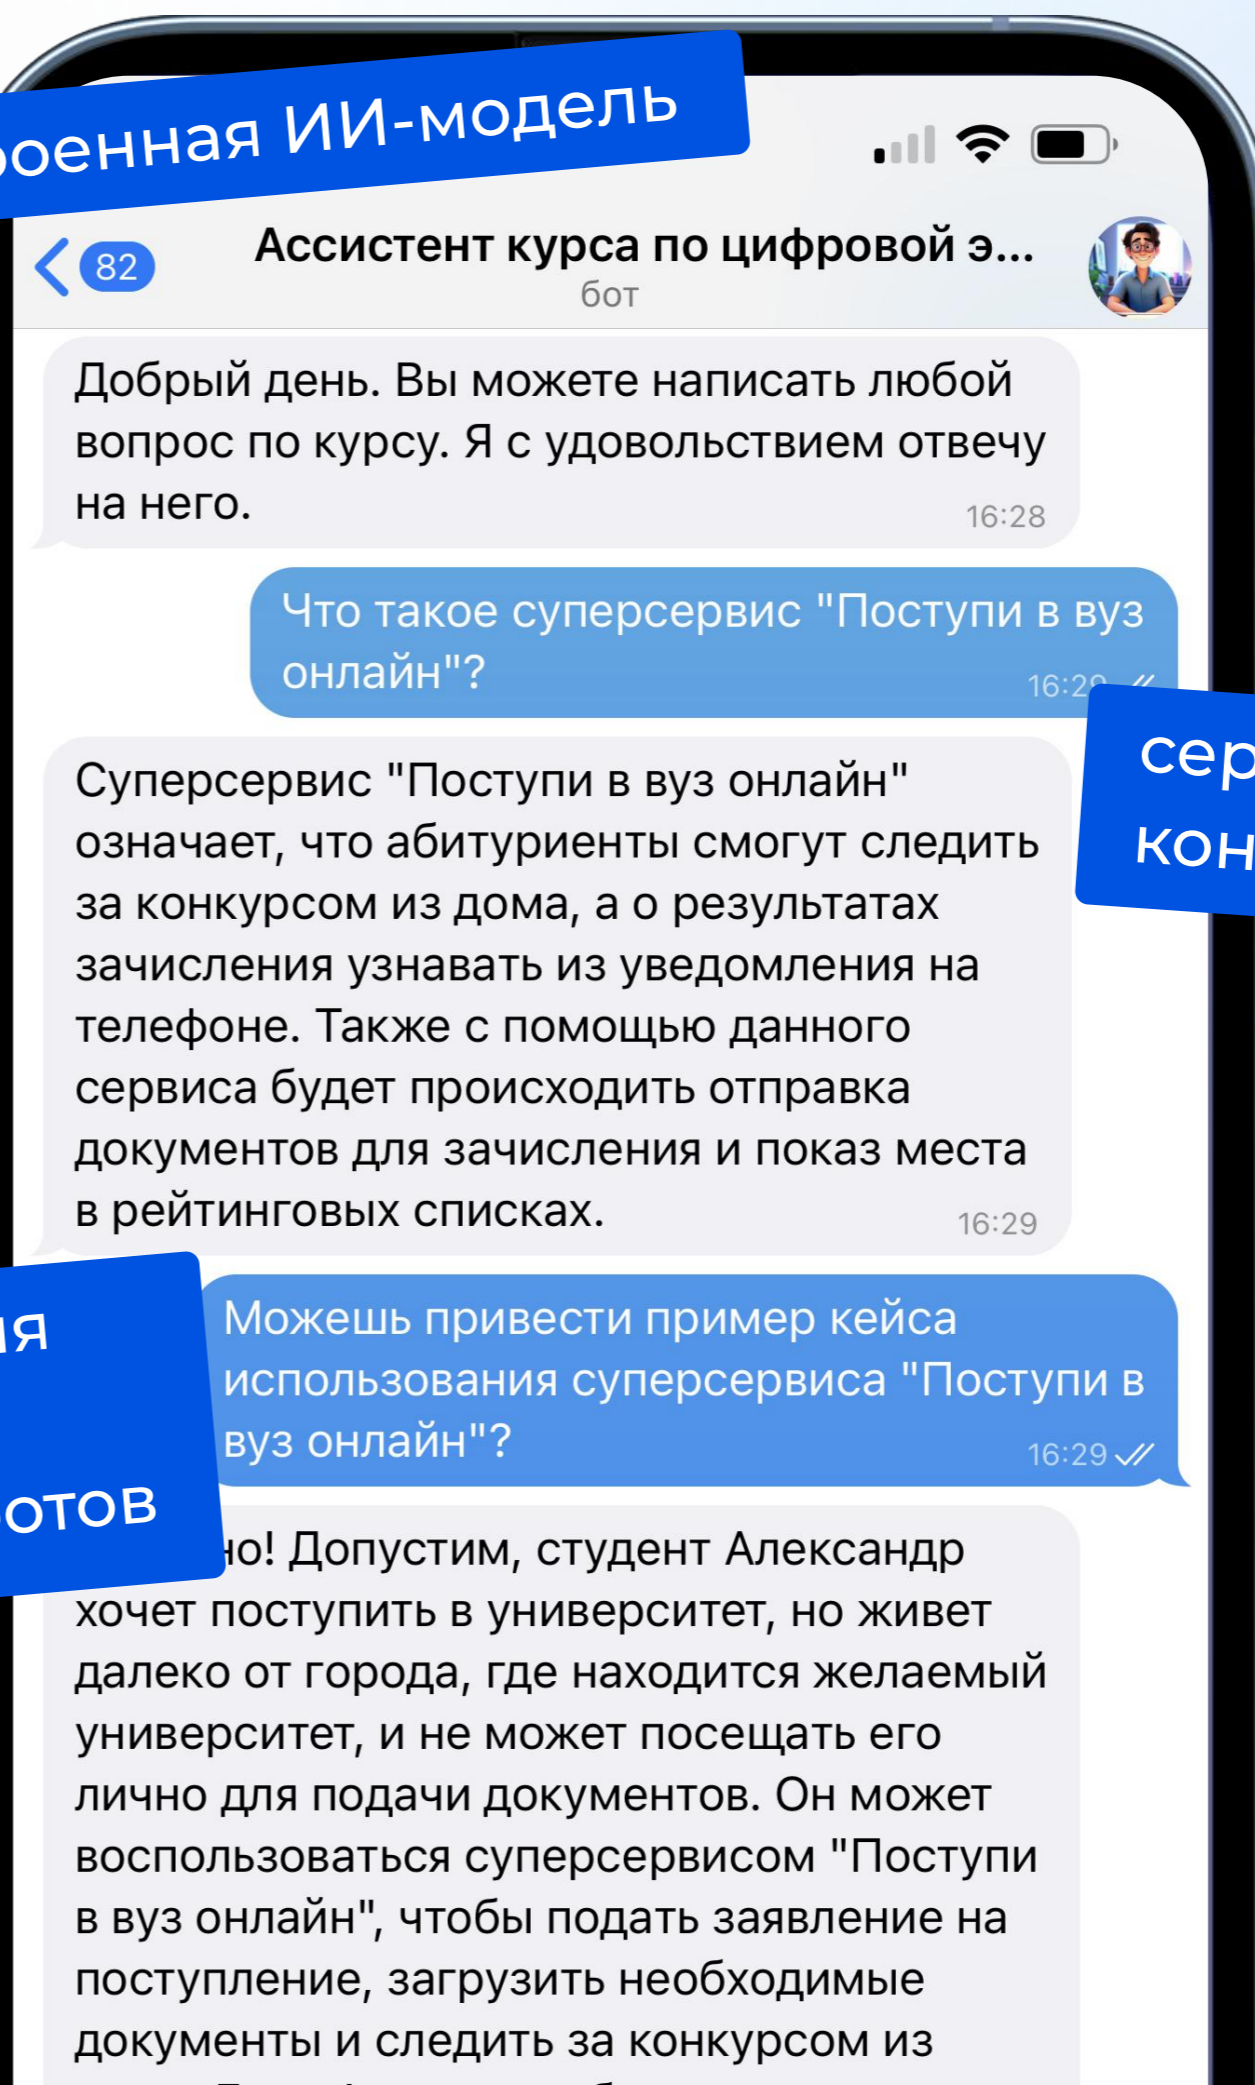 ИИ-модель
82
Ассистент курса по цифровой э...
бот
Добрый день. Вы можете написать любой
вопрос по курсу. Я с удовольствием отвечу
на него.
16:28
Что такое суперсервис "Поступи в вуз
онлайн"?
16:29
Суперсервис "Поступи в вуз онлайн"
означает, что абитуриенты смогут следить
за конкурсом из дома, а о результатах
зачисления узнавать из уведомления на
телефоне. Также с помощью данного
сервиса будет происходить отправка
документов для зачисления и показ места
в рейтинговых списках.
16:29
Можешь привести пример кейса
использования суперсервиса "Поступи в
вуз онлайн"?
16:29
Допустим, студент Александр
хочет поступить в университет, но живет
далеко от города, где находится желаемый
университет, и не может посещать его
лично для подачи документов. Он может
воспользоваться суперсервисом "Поступи
в вуз онлайн", чтобы подать заявление на
поступление, загрузить необходимые
документы и следить за конкурсом из